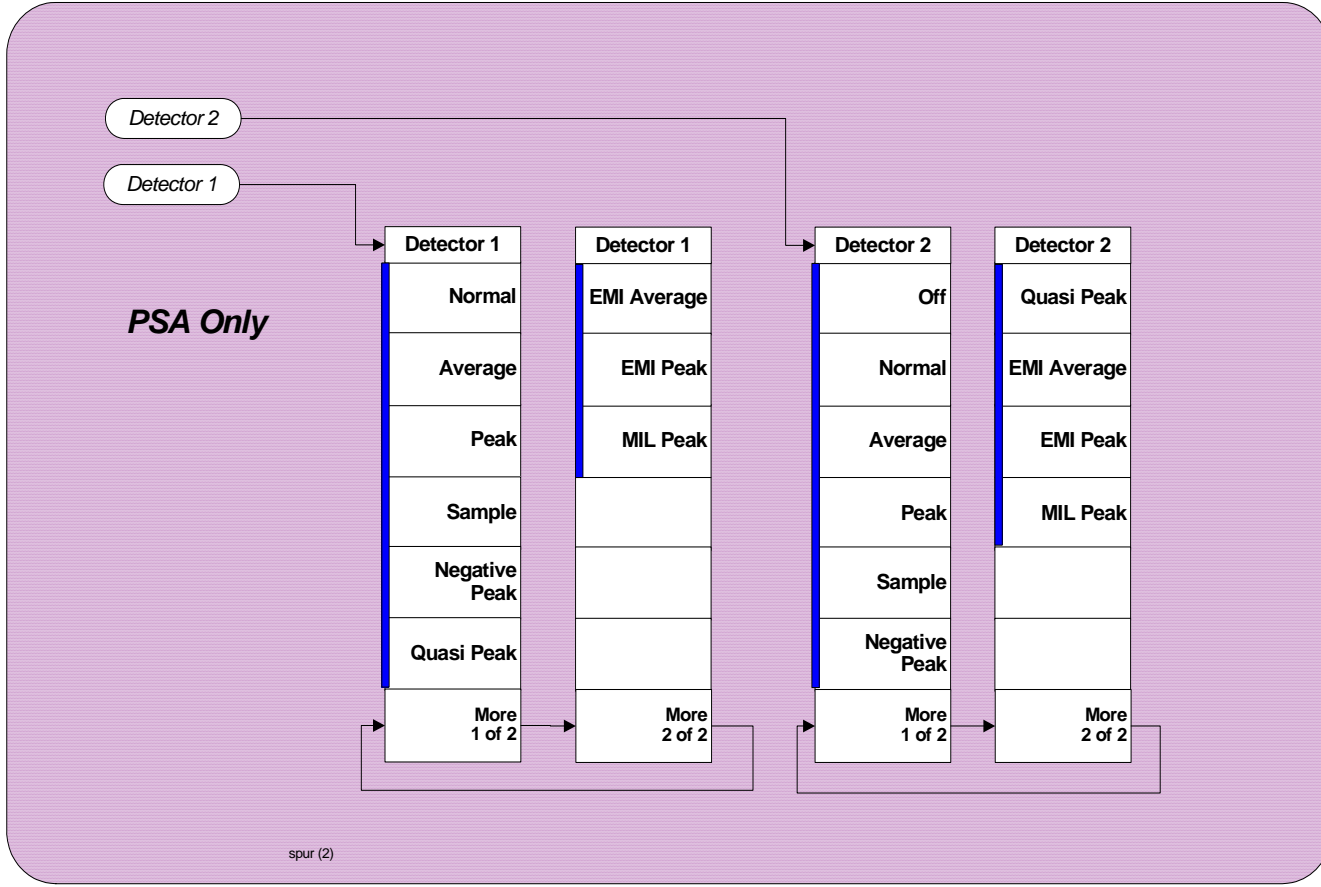 Detector 2
Detector 1
PSA Only
Detector 1
Normal
Average
Peak
Sample
Negative
Peak
Quasi Peak
More
1 of 2
Detector 1
EMI Average
EMI Peak
MIL Peak
More
2 of 2
Detector 2
Off
Normal
Average
Peak
Sample
Negative
Peak
More
1 of 2
Detector 2
Quasi Peak
EMI Average
EMI Peak
MIL Peak
More
2 of 2
spur (2)